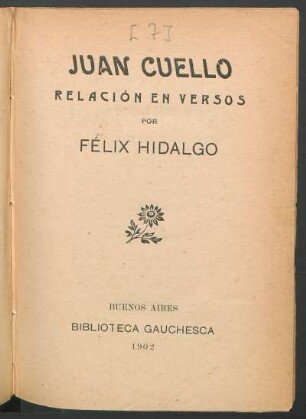 [7]
JUAN CUELLO
RELACIÓN EN VERSOS
POR
FÉLIX HIDALGO
BUENOS AIRES
BIBLIOTECA GAUCHESCA
1902